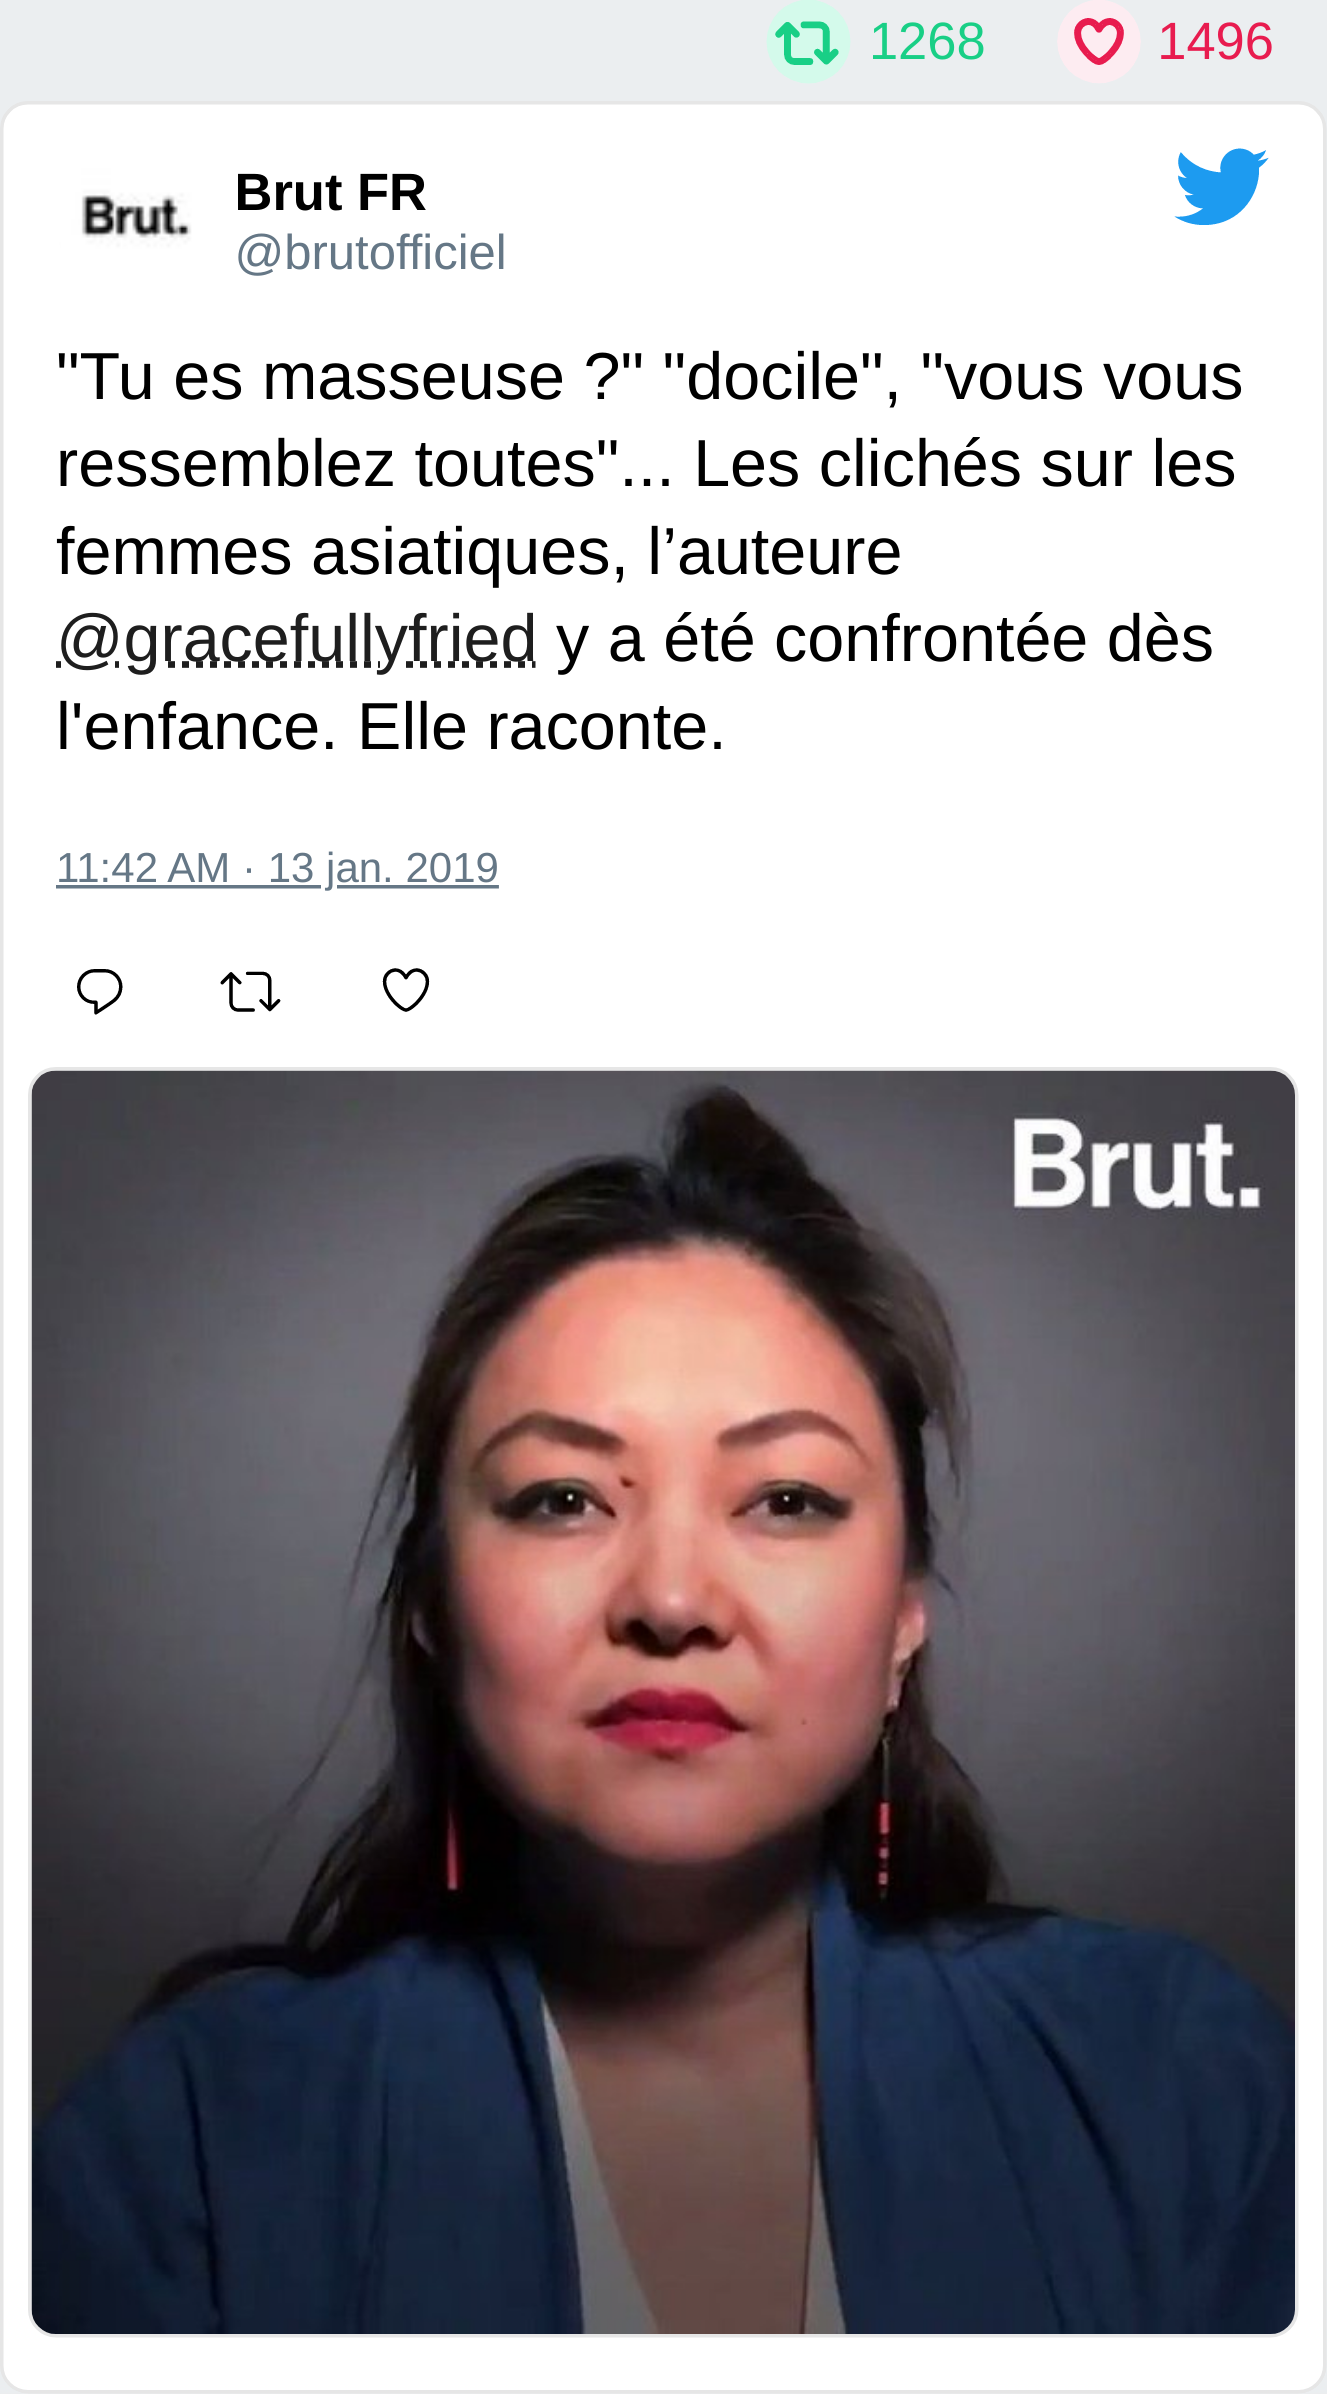 1268 1496
Brut.
Brut FR
@brutofficiel
"Tu es masseuse ?" "docile", "vous vous
ressemblez toutes"... Les clichés sur les
femmes asiatiques, l’auteure
@gracefullyfried y a été confrontée dès
l'enfance. Elle raconte.
11:42 AM · 13 jan. 2019
Brut.